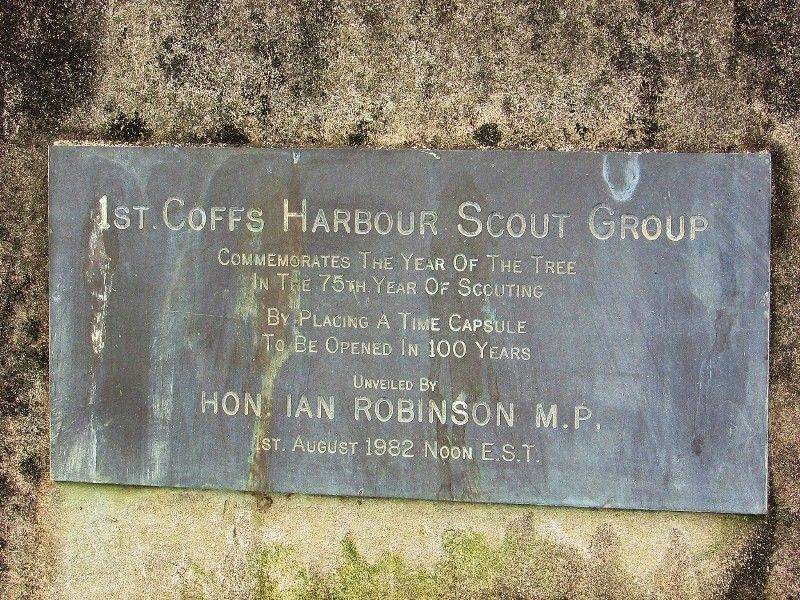 1st. Coffs Harbour Scout Group
Commemorates The Year Of The Tree
In The 75th Year Of Scouting
By Placing A Time Capsule
To Be Opened In 100 Years
Unveiled By
HON. IAN ROBINSON M.P.
1st. August 1982 Noon E.S.T.